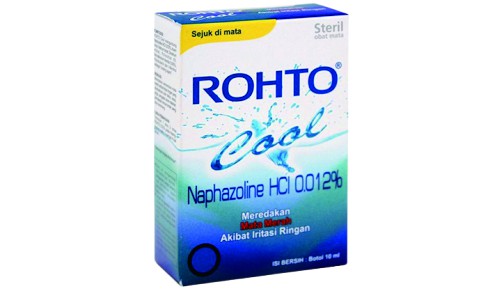 Sejuk di mata
Steril
obat mata
ROHTO®
Cool
Naphazoline HCl 0.012%
Meredakan
Mata Merah
Akibat Iritasi Ringan
ISI BERSIH : Botol 10 ml